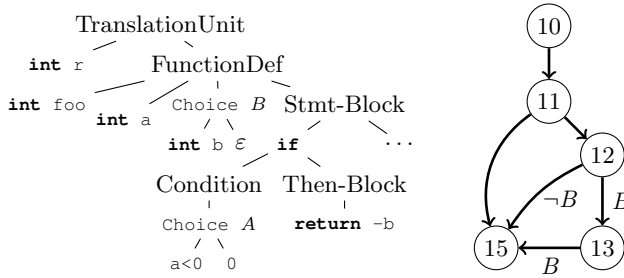 TranslationUnit
int r FunctionDef
int foo int a Choice B Stmt-Block
int b ε if ...
Condition Then-Block
Choice A return -b
a<0 0
10
11
12
¬B B
15 13
B